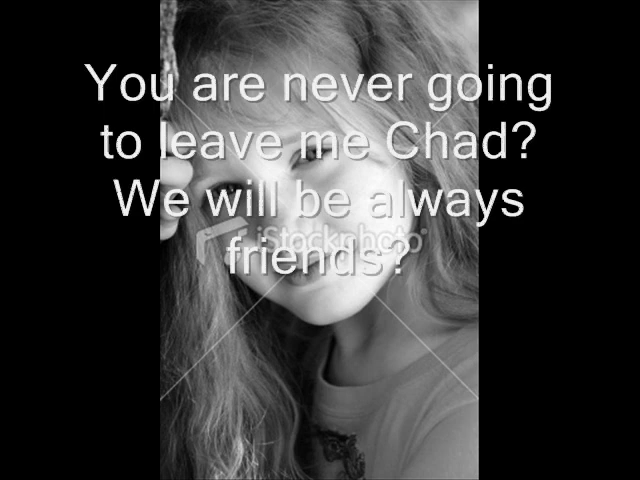 You are never going
to leave me Chad?
We will be always
iStockphoto
friends?